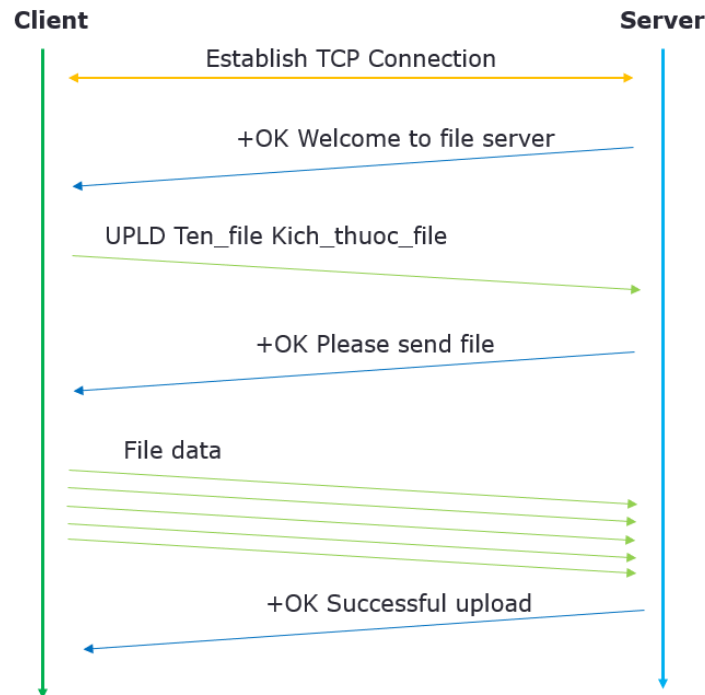 Client
Server
Establish TCP Connection
+OK Welcome to file server
UPLD Ten_file Kich_thuoc_file
+OK Please send file
File data
+OK Successful upload